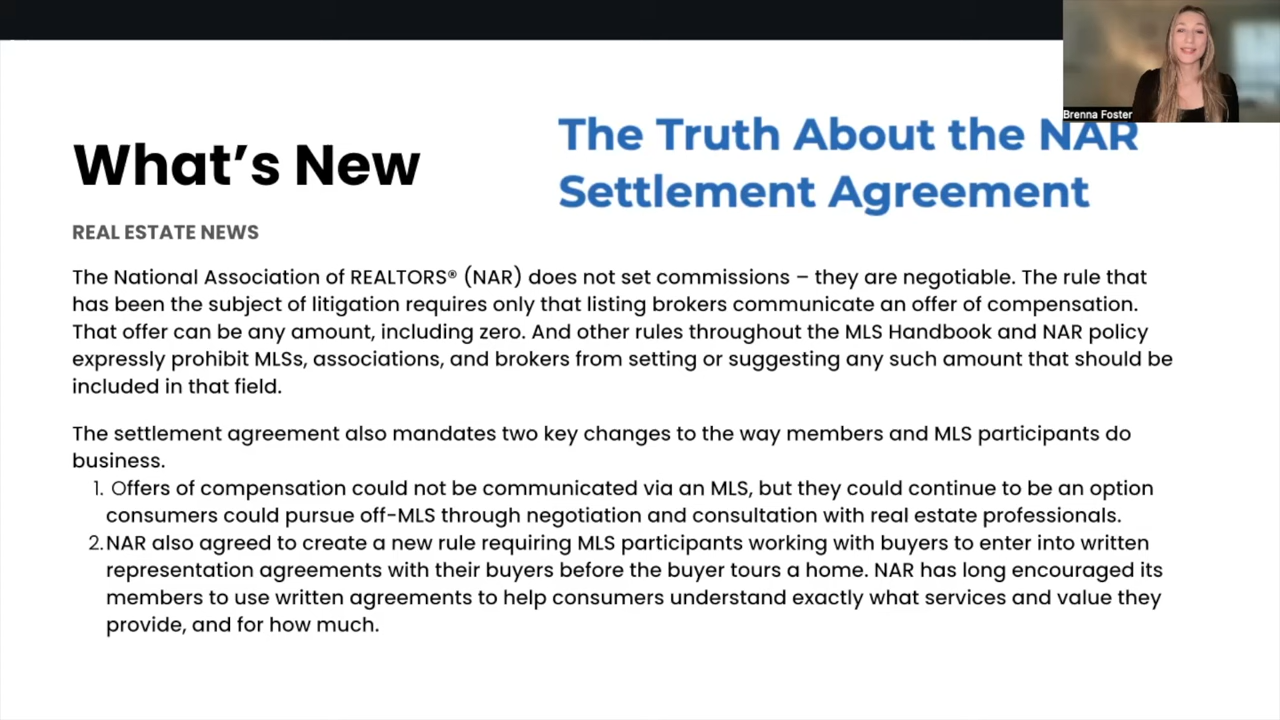 Brenna Foster
The Truth About the NAR
Settlement Agreement
What's New
REAL ESTATE NEWS
The National Association of REALTORS® (NAR) does not set commissions – they are negotiable. The rule that
has been the subject of litigation requires only that listing brokers communicate an offer of compensation.
That offer can be any amount, including zero. And other rules throughout the MLS Handbook and NAR policy
expressly prohibit MLSs, associations, and brokers from setting or suggesting any such amount that should be
included in that field.
The settlement agreement also mandates two key changes to the way members and MLS participants do
business.
1. Offers of compensation could not be communicated via an MLS, but they could continue to be an option
consumers could pursue off-MLS through negotiation and consultation with real estate professionals.
2. NAR also agreed to create a new rule requiring MLS participants working with buyers to enter into written
representation agreements with their buyers before the buyer tours a home. NAR has long encouraged its
members to use written agreements to help consumers understand exactly what services and value they
provide, and for how much.